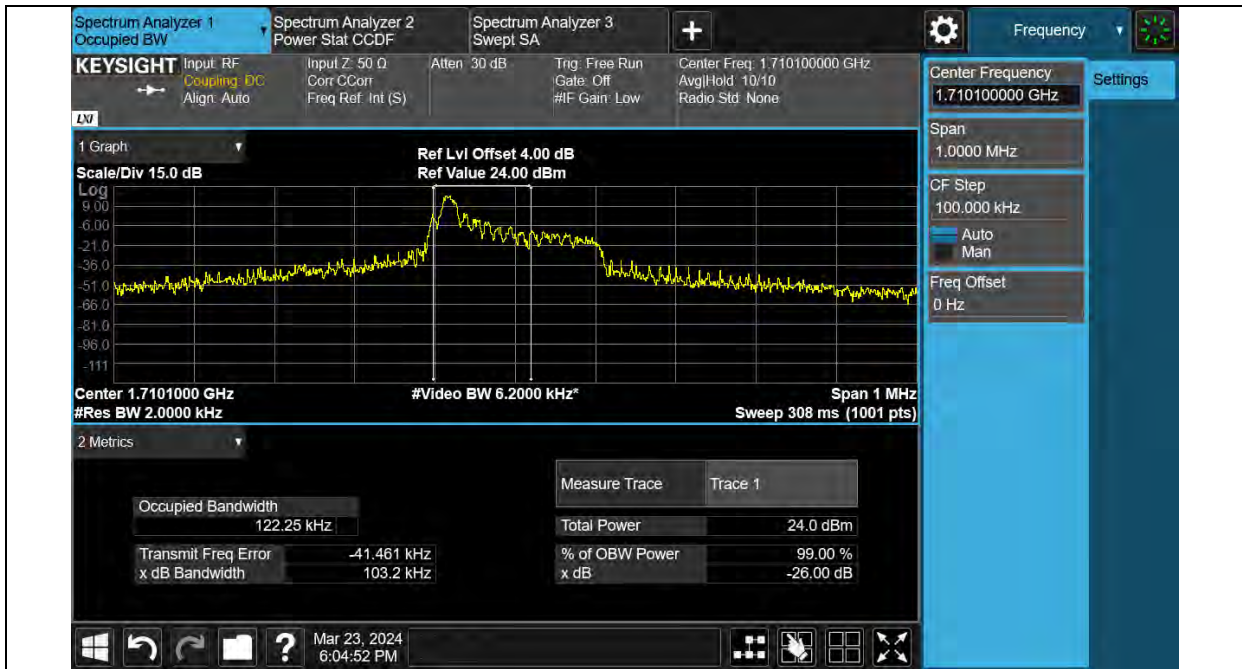 Spectrum Analyzer 1
Occupied BW
Spectrum Analyzer 2
Power Stat CCDF
Spectrum Analyzer 3
Swept SA
Frequency
KEYSIGHT
LXI
Input: RF
Coupling: DC
Align: Auto
Input Z: 50 Ω
Corr CCorr
Freq Ref: Int (S)
Atten: 30 dB
Trig: Free Run
Gate: Off
#IF Gain: Low
Center Freq: 1.710100000 GHz
Avg|Hold: 10/10
Radio Std: None
Center Frequency
1.710100000 GHz
Settings
Span
1.0000 MHz
CF Step
100.000 kHz
Auto
Man
Freq Offset
0 Hz
1 Graph
Scale/Div 15.0 dB
Ref Lvl Offset 4.00 dB
Ref Value 24.00 dBm
Log
9.00
-6.00
-21.0
-36.0
-51.0
-66.0
-81.0
-96.0
-111
Center 1.7101000 GHz
#Res BW 2.0000 kHz
#Video BW 6.2000 kHz*
Span 1 MHz
Sweep 308 ms (1001 pts)
2 Metrics
Measure Trace Trace 1
Occupied Bandwidth
122.25 kHz
Total Power 24.0 dBm
Transmit Freq Error -41.461 kHz
% of OBW Power 99.00 %
x dB Bandwidth 103.2 kHz
x dB -26.00 dB
?
Mar 23, 2024
6:04:52 PM